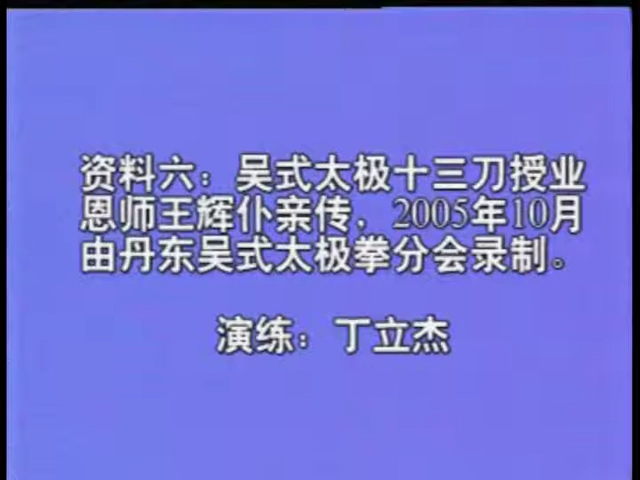 资料六：吴式太极十三刀授业
恩师王辉仆亲传，2005年10月
由丹东吴式太极拳分会录制。
演练：丁立杰